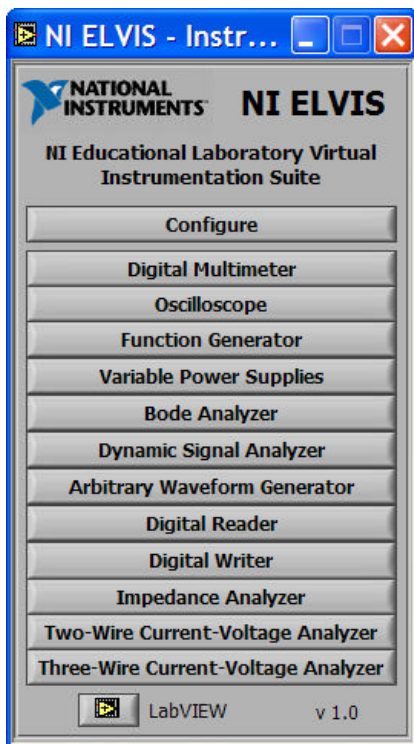 NI ELVIS - Instr...
NATIONAL
INSTRUMENTS
NI ELVIS
NI Educational Laboratory Virtual
Instrumentation Suite
Configure
Digital Multimeter
Oscilloscope
Function Generator
Variable Power Supplies
Bode Analyzer
Dynamic Signal Analyzer
Arbitrary Waveform Generator
Digital Reader
Digital Writer
Impedance Analyzer
Two-Wire Current-Voltage Analyzer
Three-Wire Current-Voltage Analyzer
LabVIEW v 1.0